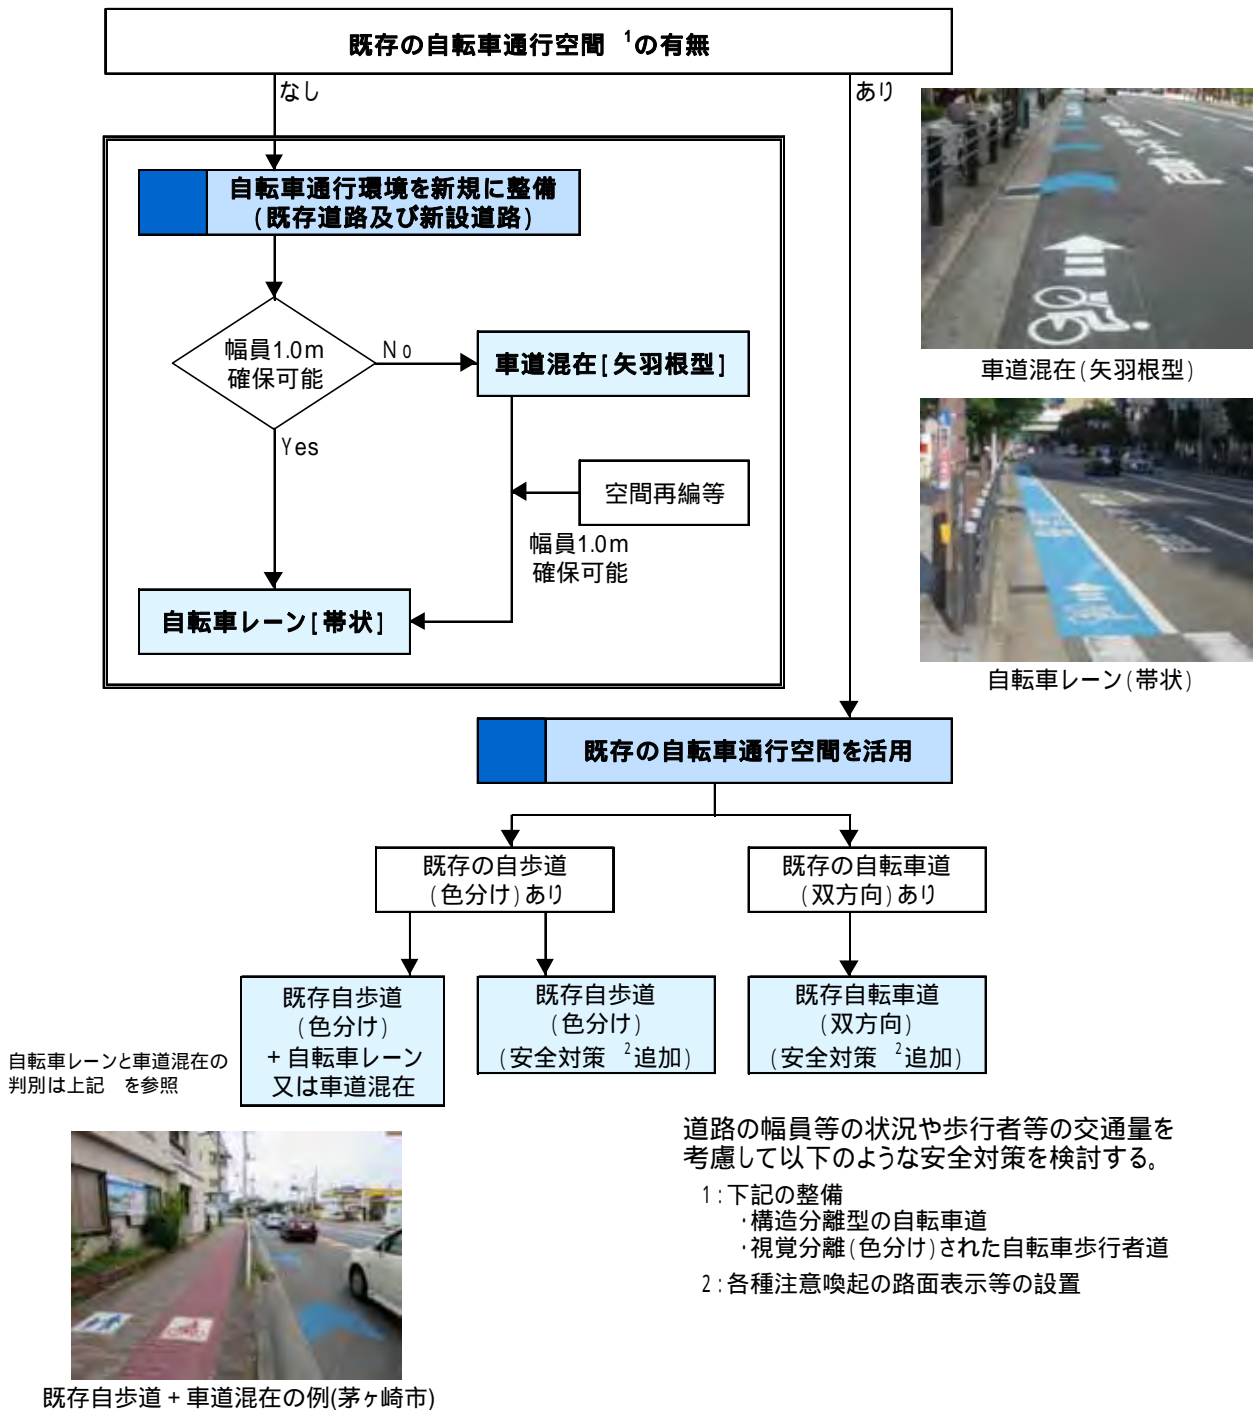 既存の自転車通行空間 1の有無
なし
あり
自転車通行環境を新規に整備
(既存道路及び新設道路)
幅員1.0m
確保可能
No
車道混在[矢羽根型]
Yes
空間再編等
幅員1.0m
確保可能
自転車レーン[帯状]
車道混在(矢羽根型)
自転車レーン(帯状)
既存の自転車通行空間を活用
既存の自歩道
(色分け)あり
既存の自転車道
(双方向)あり
既存自歩道
(色分け)
+自転車レーン
又は車道混在
既存自歩道
(色分け)
(安全対策 2追加)
既存自転車道
(双方向)
(安全対策 2追加)
自転車レーンと車道混在の
判別は上記 を参照
道路の幅員等の状況や歩行者等の交通量を
考慮して以下のような安全対策を検討する。
1:下記の整備
・構造分離型の自転車道
・視覚分離(色分け)された自転車歩行者道
2:各種注意喚起の路面表示等の設置
既存自歩道+車道混在の例(茅ヶ崎市)